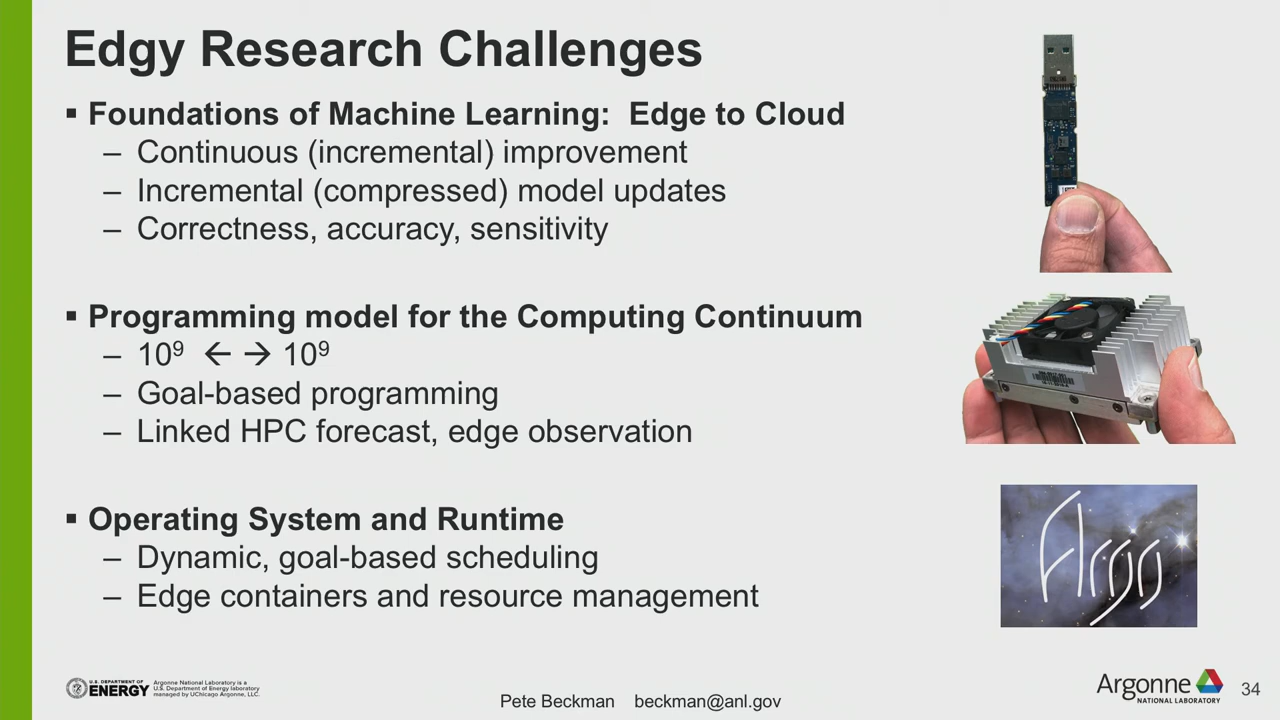 Edgy Research Challenges
▪ Foundations of Machine Learning: Edge to Cloud
– Continuous (incremental) improvement
– Incremental (compressed) model updates
– Correctness, accuracy, sensitivity
▪ Programming model for the Computing Continuum
– 10⁹ ← → 10⁹
– Goal-based programming
– Linked HPC forecast, edge observation
▪ Operating System and Runtime
– Dynamic, goal-based scheduling
– Edge containers and resource management
Argo
U.S. DEPARTMENT OF
ENERGY
Argonne National Laboratory is a
U.S. Department of Energy laboratory
managed by UChicago Argonne, LLC.
Pete Beckman beckman@anl.gov
Argonne
NATIONAL LABORATORY
34